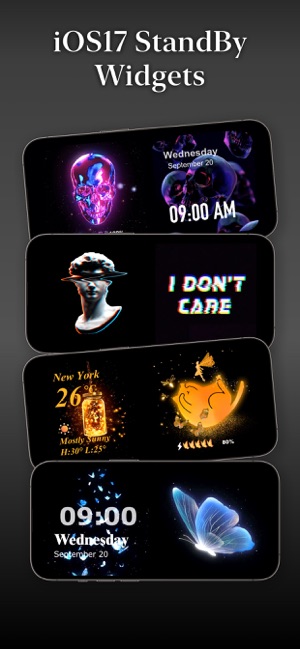 iOS17 StandBy
Widgets
Wednesday
September 20
09:00 AM
I DON'T
CARE
New York
26°C
Mostly Sunny
H:30° L:25°
80%
09:00
Wednesday
September 20